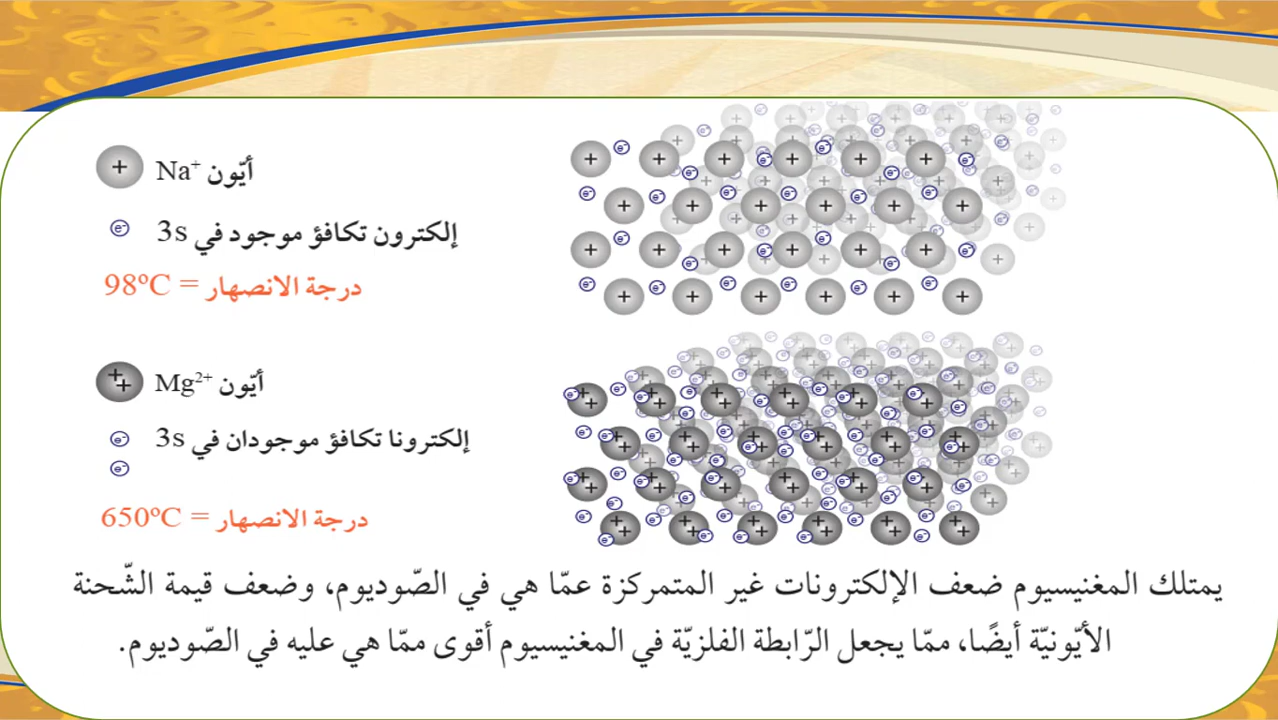 أيّون Na⁺
إلكترون تكافؤ موجود في 3s
درجة الانصهار = 98ºC
أيّون Mg²⁺
إلكترونا تكافؤ موجودان في 3s
درجة الانصهار = 650ºC
يمتلك المغنيسيوم ضعف الإلكترونات غير المتمركزة عمّا هي في الصّوديوم، وضعف قيمة الشّحنة
الأيّونيّة أيضًا، ممّا يجعل الرّابطة الفلزيّة في المغنيسيوم أقوى ممّا هي عليه في الصّوديوم.